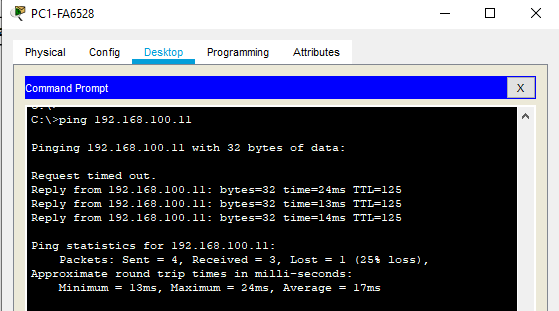 PC1-FA6528
Physical Config Desktop Programming Attributes
Command Prompt X
C:\>ping 192.168.100.11
Pinging 192.168.100.11 with 32 bytes of data:
Request timed out.
Reply from 192.168.100.11: bytes=32 time=24ms TTL=125
Reply from 192.168.100.11: bytes=32 time=13ms TTL=125
Reply from 192.168.100.11: bytes=32 time=14ms TTL=125
Ping statistics for 192.168.100.11:
Packets: Sent = 4, Received = 3, Lost = 1 (25% loss),
Approximate round trip times in milli-seconds:
Minimum = 13ms, Maximum = 24ms, Average = 17ms